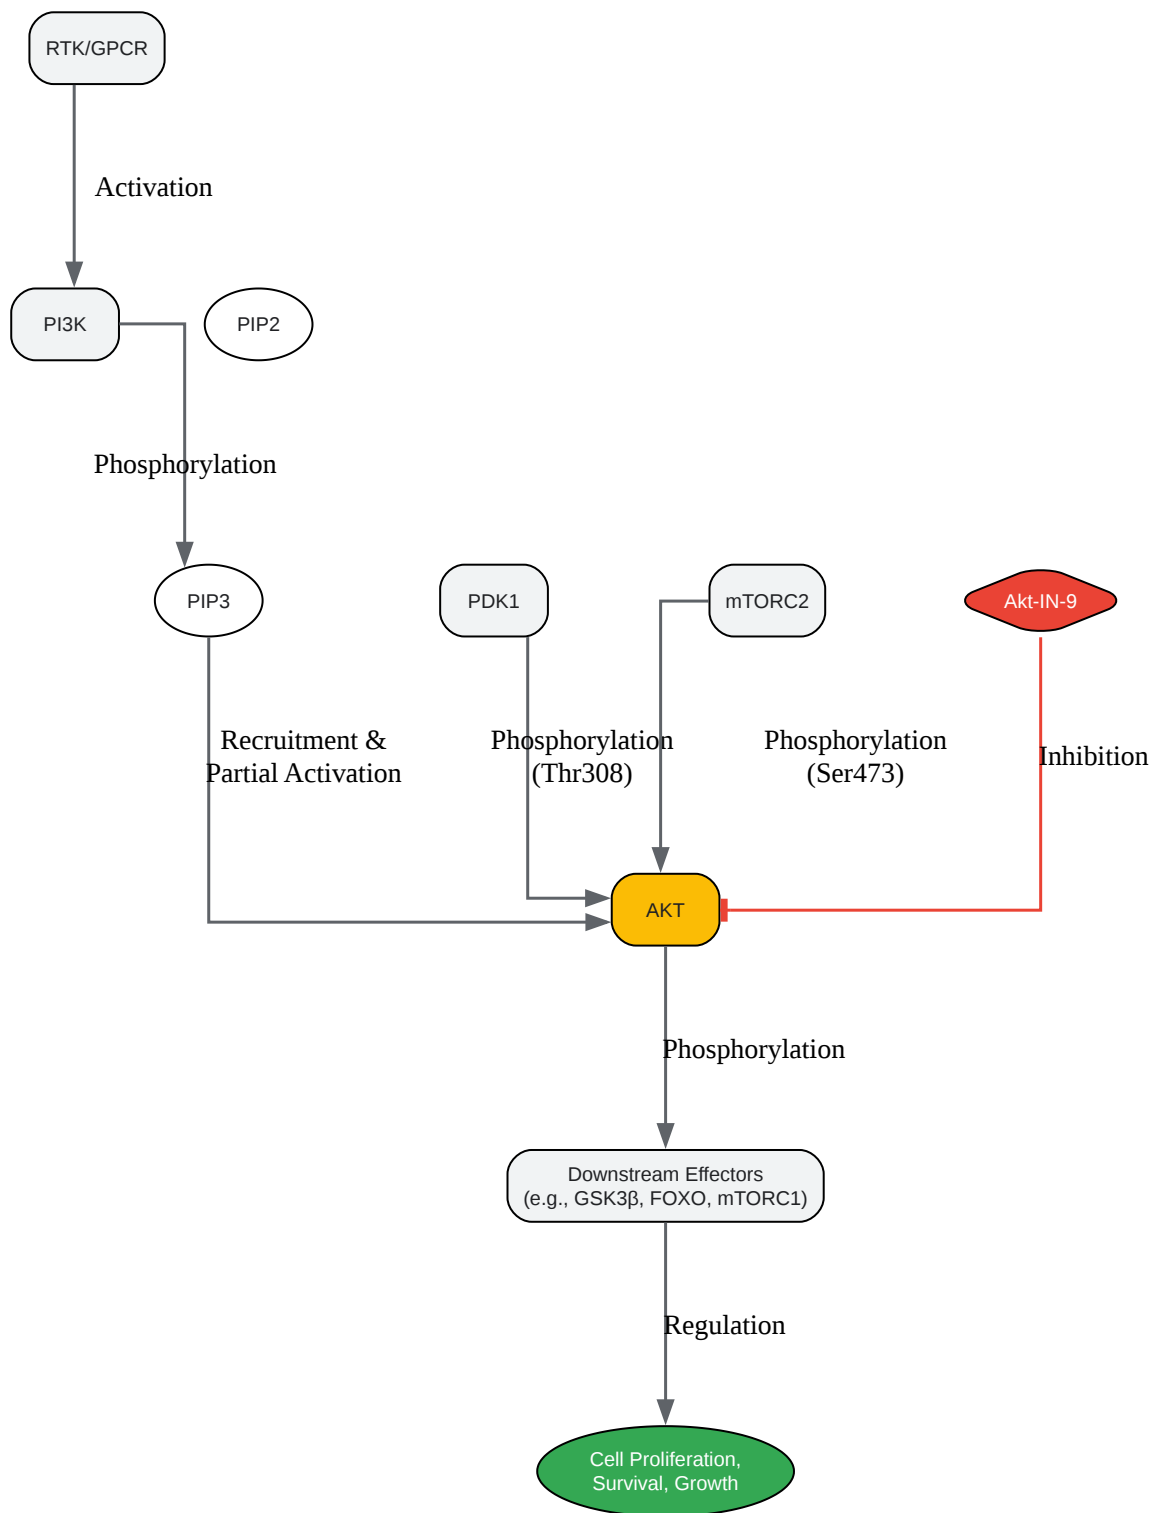 RTK/GPCR
Activation
PI3K
PIP2
Phosphorylation
PIP3
PDK1
mTORC2
Akt-IN-9
Recruitment &
Partial Activation
Phosphorylation
(Thr308)
Phosphorylation
(Ser473)
Inhibition
AKT
Phosphorylation
Downstream Effectors
(e.g., GSK3β, FOXO, mTORC1)
Regulation
Cell Proliferation,
Survival, Growth